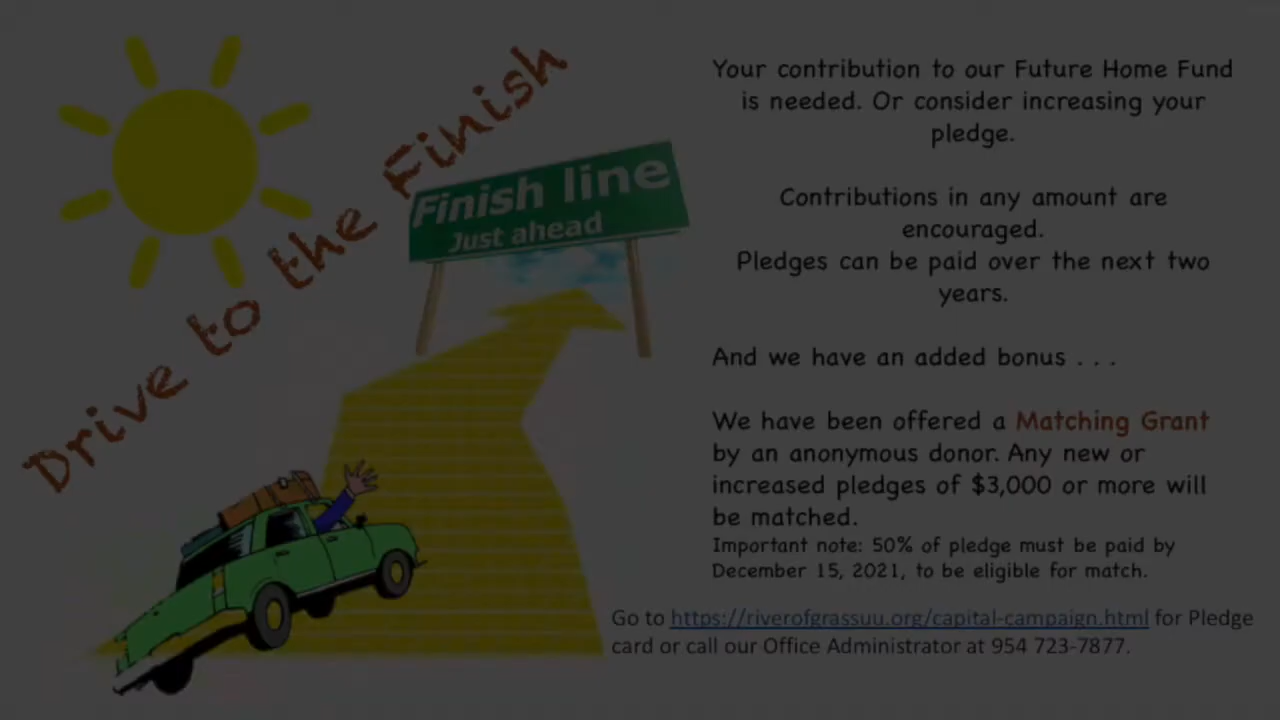 Drive to the Finish
Finish line
Just ahead
Your contribution to our Future Home Fund
is needed. Or consider increasing your
pledge.
Contributions in any amount are
encouraged.
Pledges can be paid over the next two
years.
And we have an added bonus . . .
We have been offered a Matching Grant
by an anonymous donor. Any new or
increased pledges of $3,000 or more will
be matched.
Important note: 50% of pledge must be paid by
December 15, 2021, to be eligible for match.
Go to https://riverofgrassuu.org/capital-campaign.html for Pledge
card or call our Office Administrator at 954 723-7877.